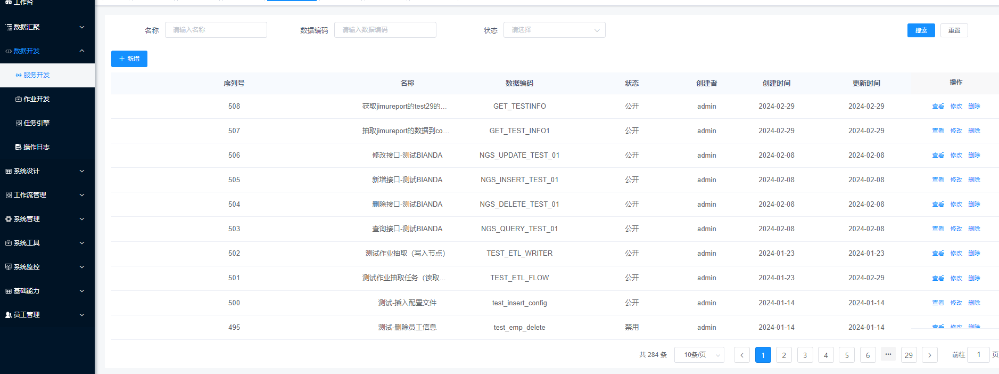 工作台
数据汇聚
数据开发
服务开发
作业开发
任务引擎
操作日志
系统设计
工作流管理
系统管理
系统工具
系统监控
基础能力
员工管理
名称 请输入名称 数据编码 请输入数据编码 状态 请选择 搜索 重置
+ 新增
序列号 名称 数据编码 状态 创建者 创建时间 更新时间 操作
508 获取jimureport的test29的... GET_TESTINFO 公开 admin 2024-02-29 2024-02-29 查看 修改 删除
507 抽取jimureport的数据到co... GET_TEST_INFO1 公开 admin 2024-02-29 2024-02-29 查看 修改 删除
506 修改接口-测试BIANDA NGS_UPDATE_TEST_01 公开 admin 2024-02-08 2024-02-08 查看 修改 删除
505 新增接口-测试BIANDA NGS_INSERT_TEST_01 公开 admin 2024-02-08 2024-02-08 查看 修改 删除
504 删除接口-测试BIANDA NGS_DELETE_TEST_01 公开 admin 2024-02-08 2024-02-08 查看 修改 删除
503 查询接口-测试BIANDA NGS_QUERY_TEST_01 公开 admin 2024-02-08 2024-02-08 查看 修改 删除
502 测试作业抽取（写入节点） TEST_ETL_WRITER 公开 admin 2024-01-23 2024-01-23 查看 修改 删除
501 测试作业抽取任务（读取... TEST_ETL_FLOW 公开 admin 2024-01-23 2024-02-29 查看 修改 删除
500 测试-插入配置文件 test_insert_config 公开 admin 2024-01-14 2024-01-14 查看 修改 删除
495 测试-删除员工信息 test_emp_delete 禁用 admin 2024-01-14 2024-01-14 查看 修改 删除
共 284 条 10条/页 < 1 2 3 4 5 6 ... 29 > 前往 1 页